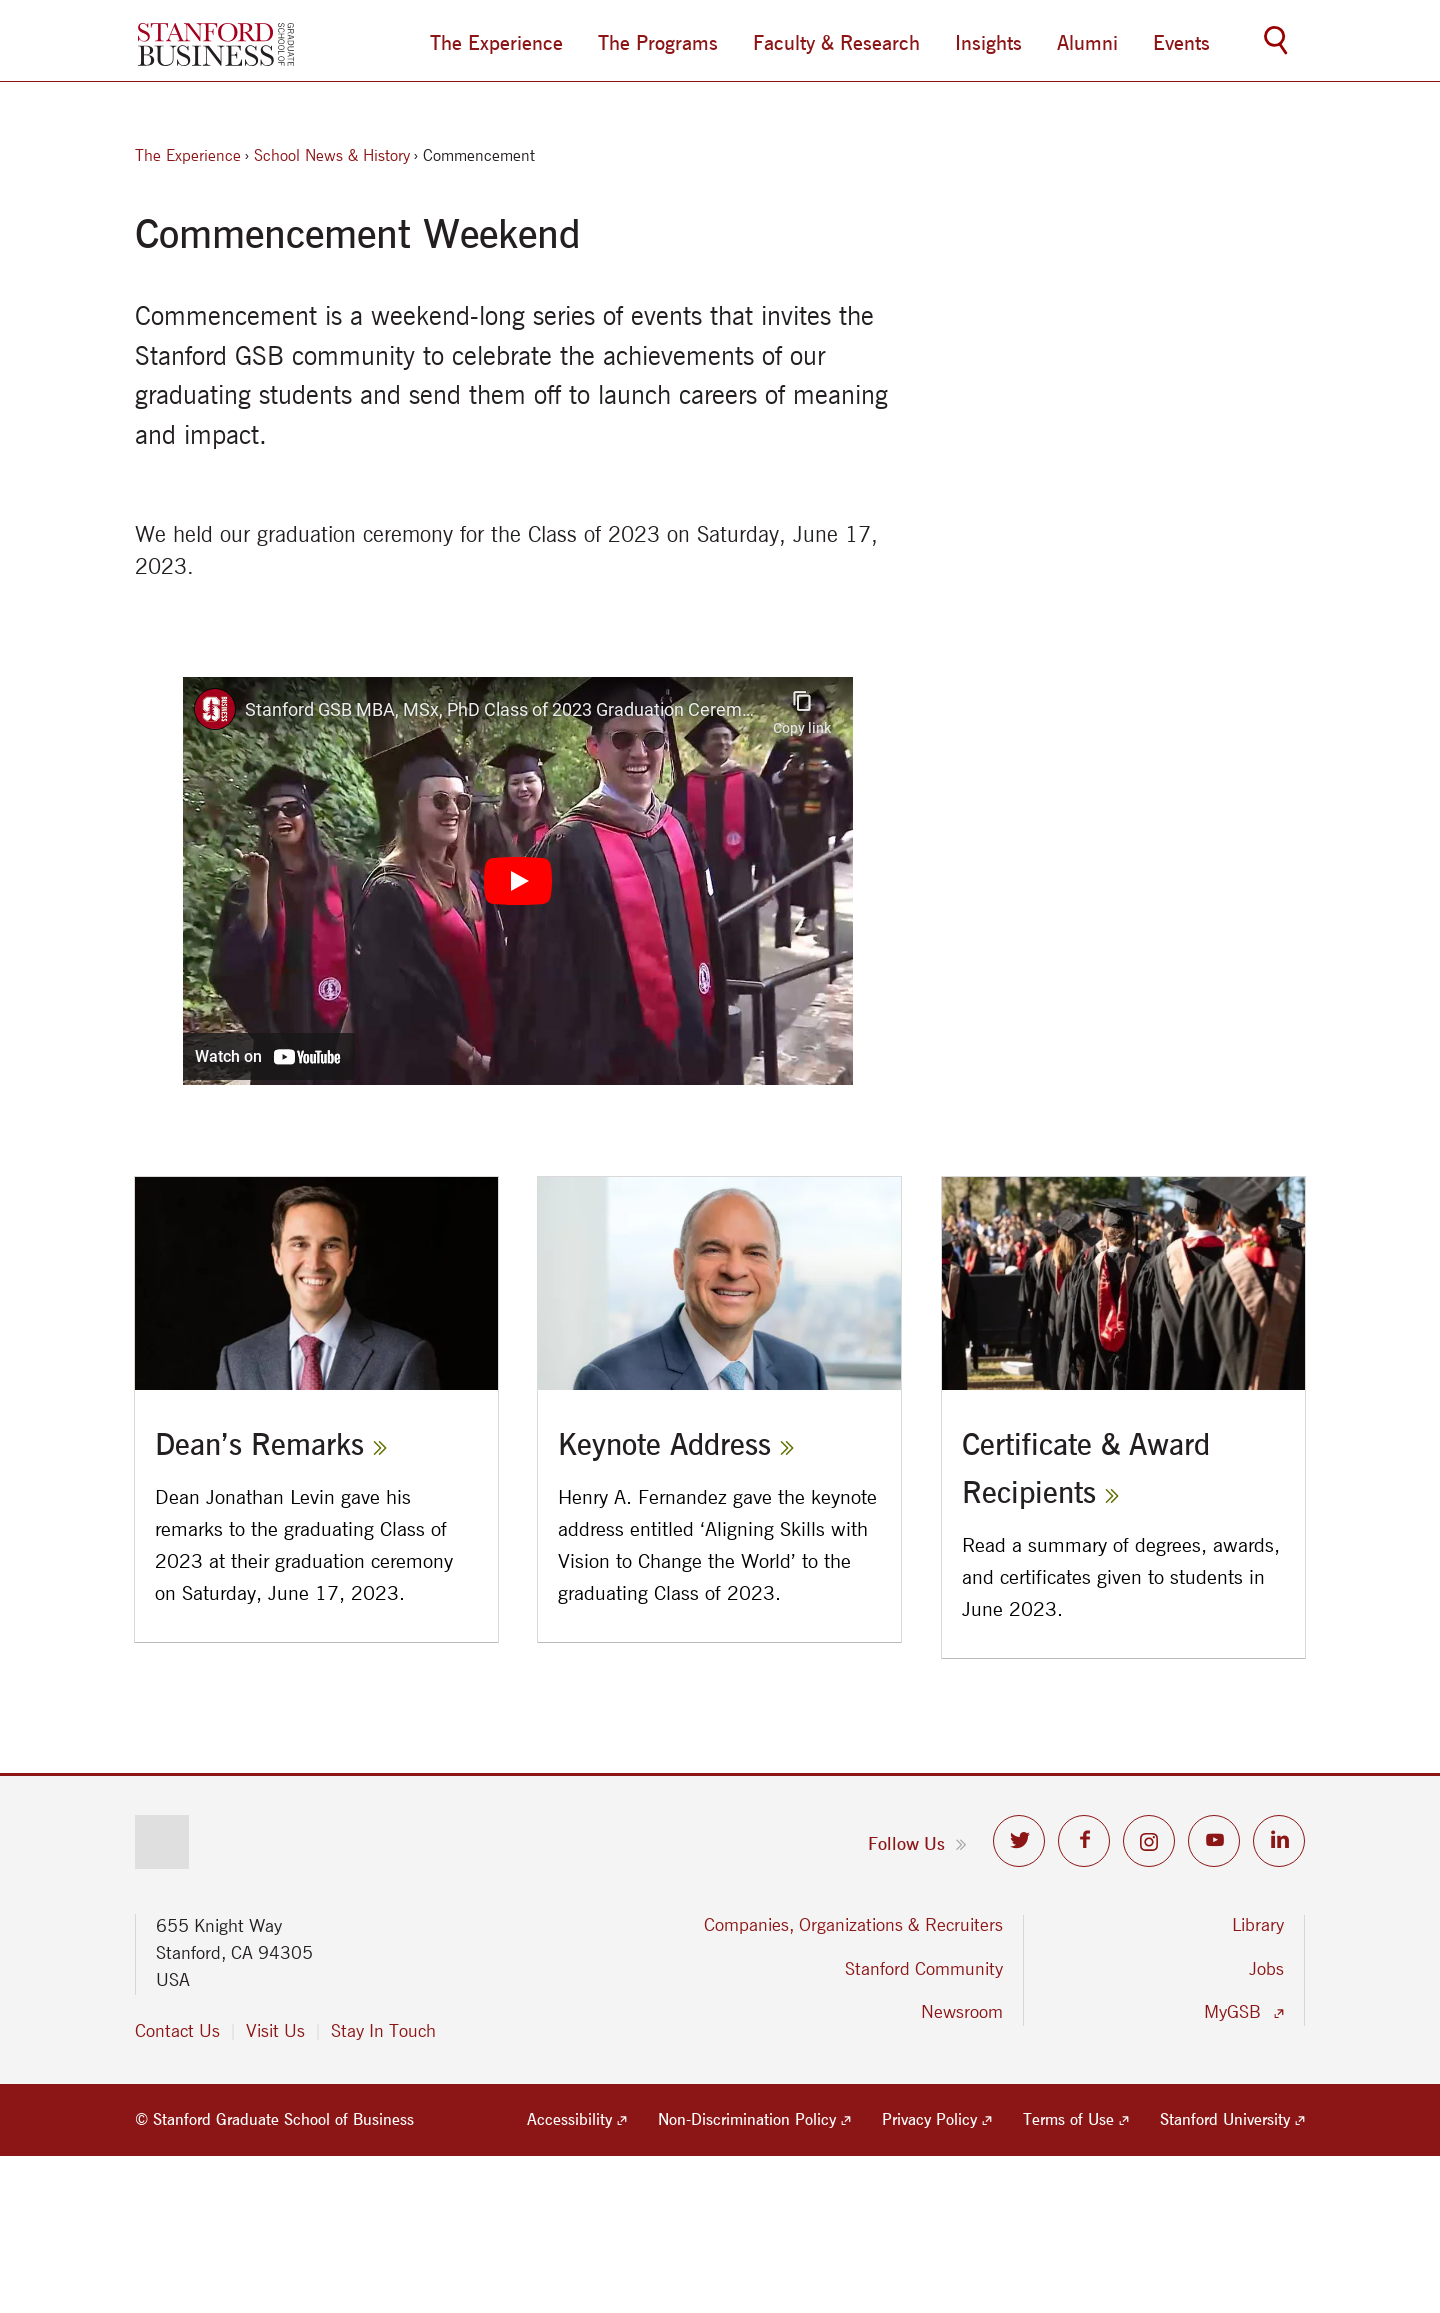 STANFORD
BUSINESS
GRADUATE
SCHOOL OF
The Experience
The Programs
Faculty & Research
Insights
Alumni
Events
The Experience › School News & History › Commencement
Commencement Weekend
Commencement is a weekend-long series of events that invites the
Stanford GSB community to celebrate the achievements of our
graduating students and send them off to launch careers of meaning
and impact.
We held our graduation ceremony for the Class of 2023 on Saturday, June 17,
2023.
Stanford GSB MBA, MSx, PhD Class of 2023 Graduation Cerem...
Copy link
Watch on YouTube
Dean’s Remarks »
Dean Jonathan Levin gave his
remarks to the graduating Class of
2023 at their graduation ceremony
on Saturday, June 17, 2023.
Keynote Address »
Henry A. Fernandez gave the keynote
address entitled ‘Aligning Skills with
Vision to Change the World’ to the
graduating Class of 2023.
Certificate & Award
Recipients »
Read a summary of degrees, awards,
and certificates given to students in
June 2023.
Follow Us »
655 Knight Way
Stanford, CA 94305
USA
Contact Us | Visit Us | Stay In Touch
Companies, Organizations & Recruiters
Stanford Community
Newsroom
Library
Jobs
MyGSB
© Stanford Graduate School of Business
Accessibility
Non-Discrimination Policy
Privacy Policy
Terms of Use
Stanford University